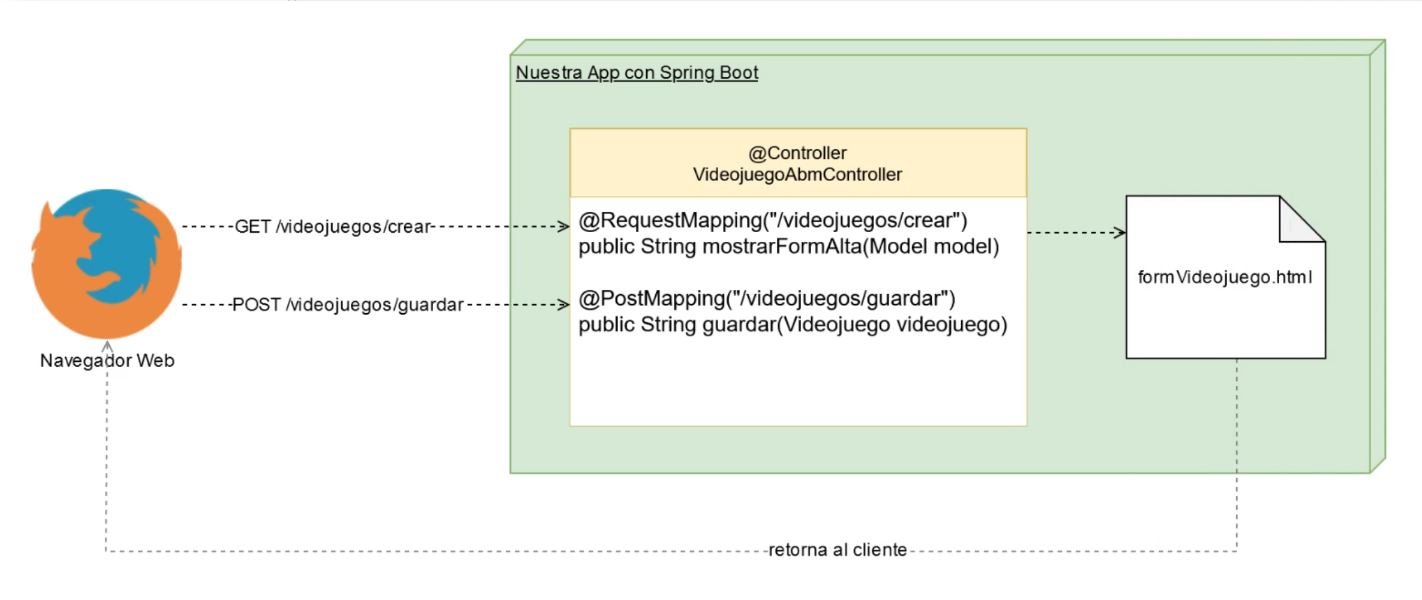 Nuestra App con Spring Boot
@Controller
VideojuegoAbmController
GET /videojuegos/crear
@RequestMapping("/videojuegos/crear")
public String mostrarFormAlta(Model model)
formVideojuego.html
POST /videojuegos/guardar
@PostMapping("/videojuegos/guardar")
public String guardar(Videojuego videojuego)
Navegador Web
retorna al cliente